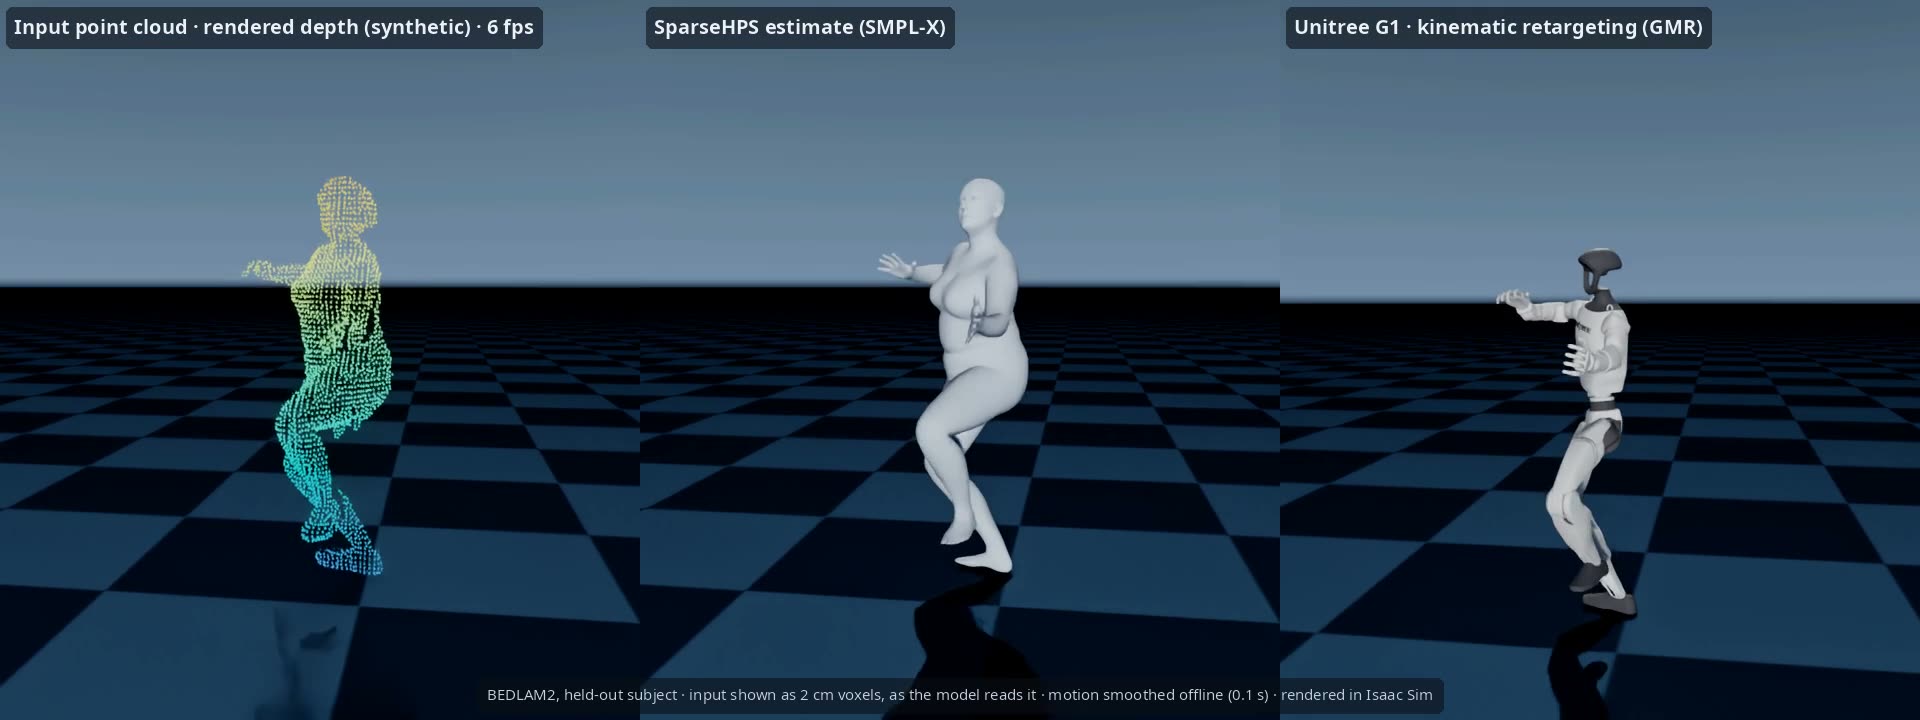 Input point cloud · rendered depth (synthetic) · 6 fps
SparseHPS estimate (SMPL-X)
Unitree G1 · kinematic retargeting (GMR)
BEDLAM2, held-out subject · input shown as 2 cm voxels, as the model reads it · motion smoothed offline (0.1 s) · rendered in Isaac Sim